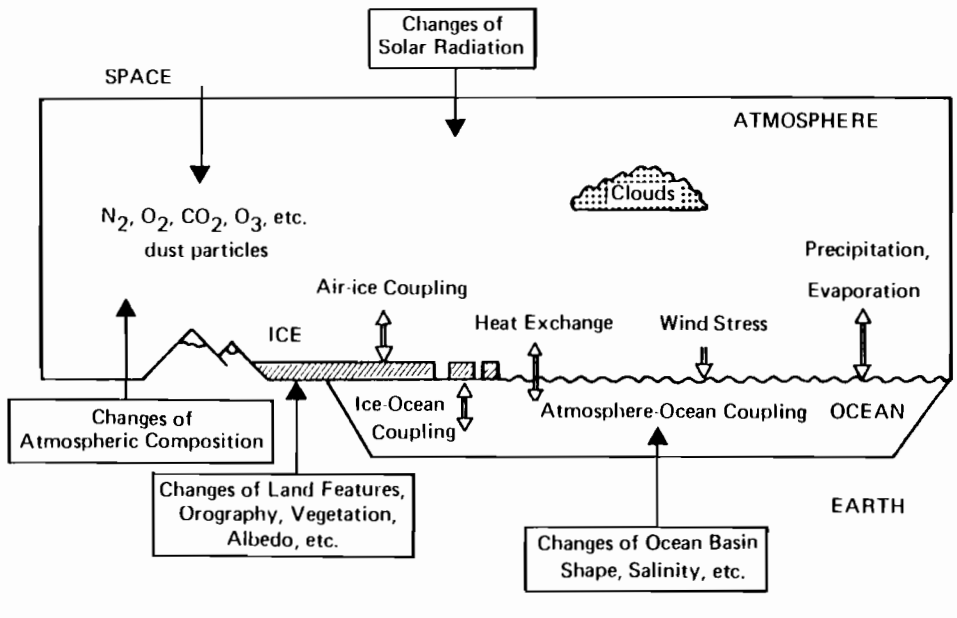 Changes of
Solar Radiation
SPACE
ATMOSPHERE
Clouds
N2, O2, CO2, O3, etc.
dust particles
Precipitation,
Evaporation
Air-ice Coupling
ICE
Heat Exchange
Wind Stress
Ice-Ocean
Coupling
Atmosphere-Ocean Coupling
OCEAN
Changes of
Atmospheric Composition
Changes of Land Features,
Orography, Vegetation,
Albedo, etc.
EARTH
Changes of Ocean Basin
Shape, Salinity, etc.